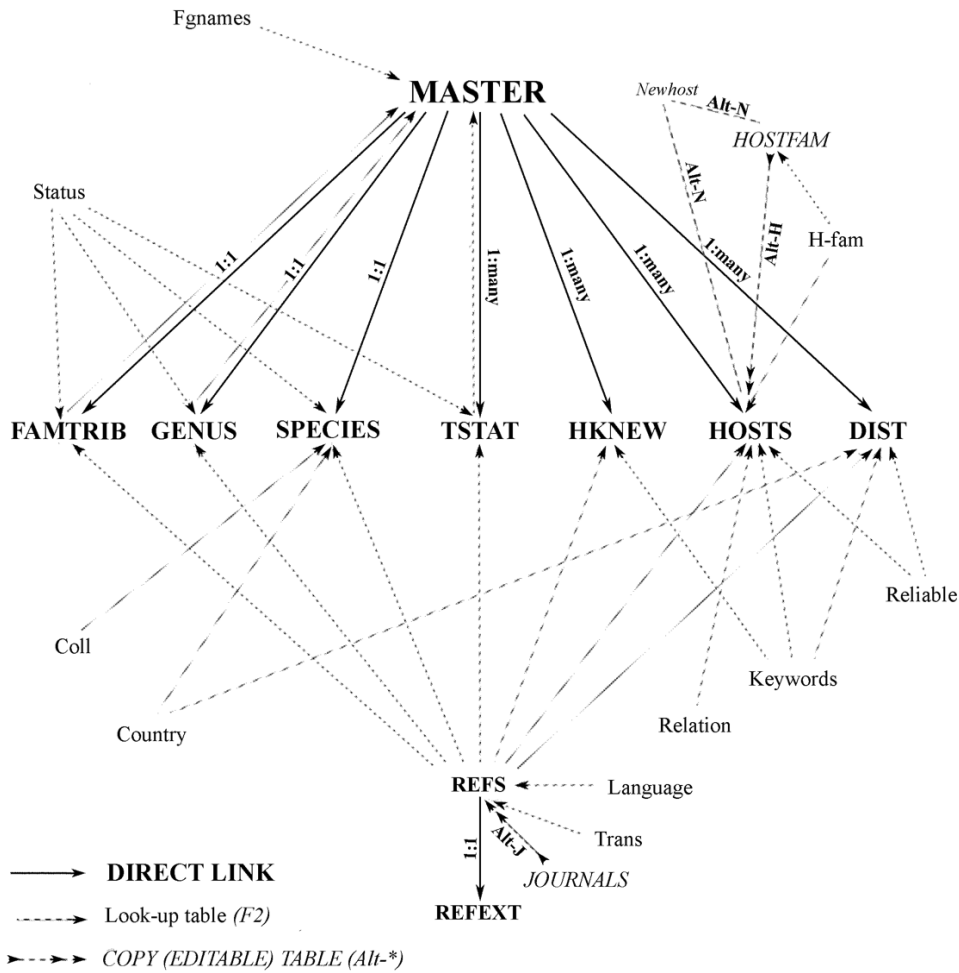 Fgnames
MASTER
Newhost
Alt-N
HOSTFAM
Status
Alt-N
Alt-H
H-fam
1:1
1:1
1:1
1:many
1:many
1:many
1:many
FAMTRIB GENUS SPECIES TSTAT HKNEW HOSTS DIST
Reliable
Coll
Keywords
Country
Relation
REFS
Language
1:1
Alt-J
Trans
JOURNALS
REFEXT
DIRECT LINK
Look-up table (F2)
COPY (EDITABLE) TABLE (Alt-*)